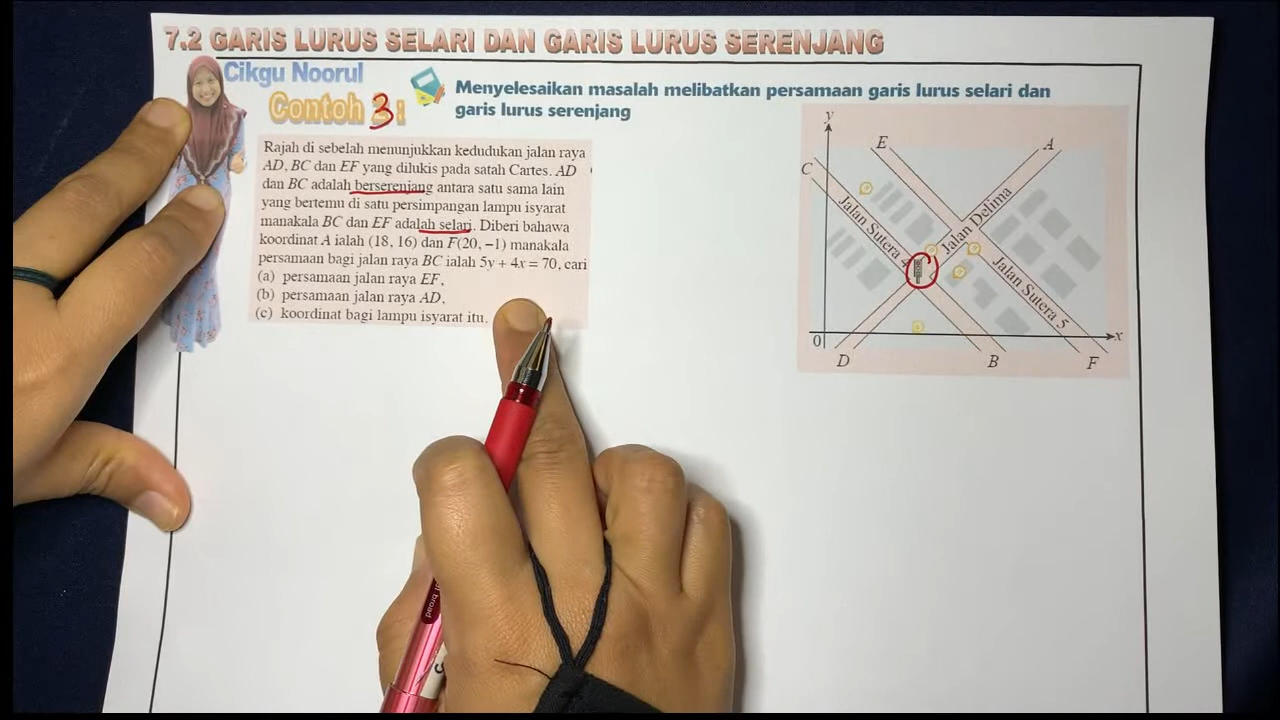 7.2 GARIS LURUS SELARI DAN GARIS LURUS SERENJANG
Cikgu Noorul
Contoh 3:
Menyelesaikan masalah melibatkan persamaan garis lurus selari dan
garis lurus serenjang
Rajah di sebelah menunjukkan kedudukan jalan raya
AD, BC dan EF yang dilukis pada satah Cartes. AD
dan BC adalah berserenjang antara satu sama lain
yang bertemu di satu persimpangan lampu isyarat
manakala BC dan EF adalah selari. Diberi bahawa
koordinat A ialah (18, 16) dan F(20, −1) manakala
persamaan bagi jalan raya BC ialah 5y + 4x = 70, cari
(a) persamaan jalan raya EF,
(b) persamaan jalan raya AD,
(c) koordinat bagi lampu isyarat itu.
y
E
A
C
Jalan Sutera 4
Jalan Delima
Jalan Sutera 5
0
x
D
B
F